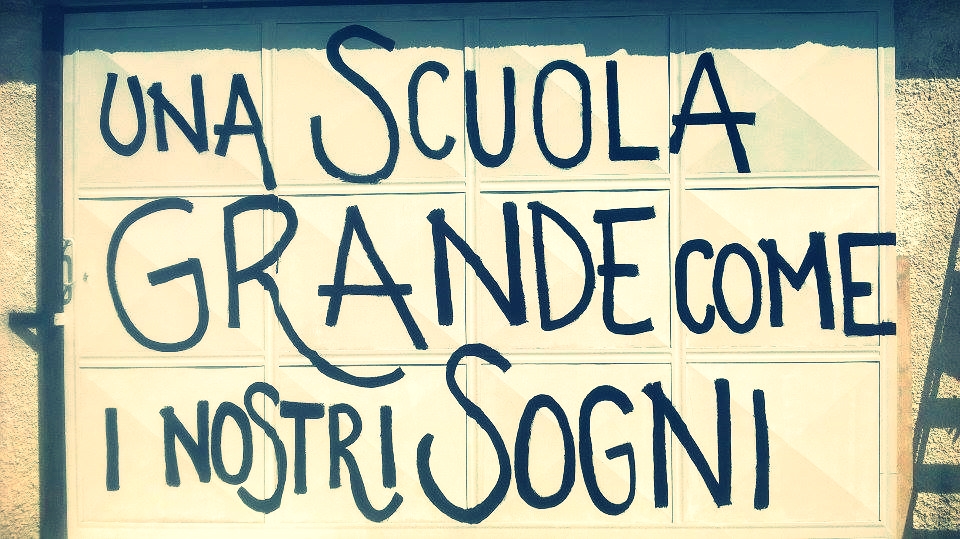 UNA SCUOLA
GRANDE COME
I NOSTRI SOGNI